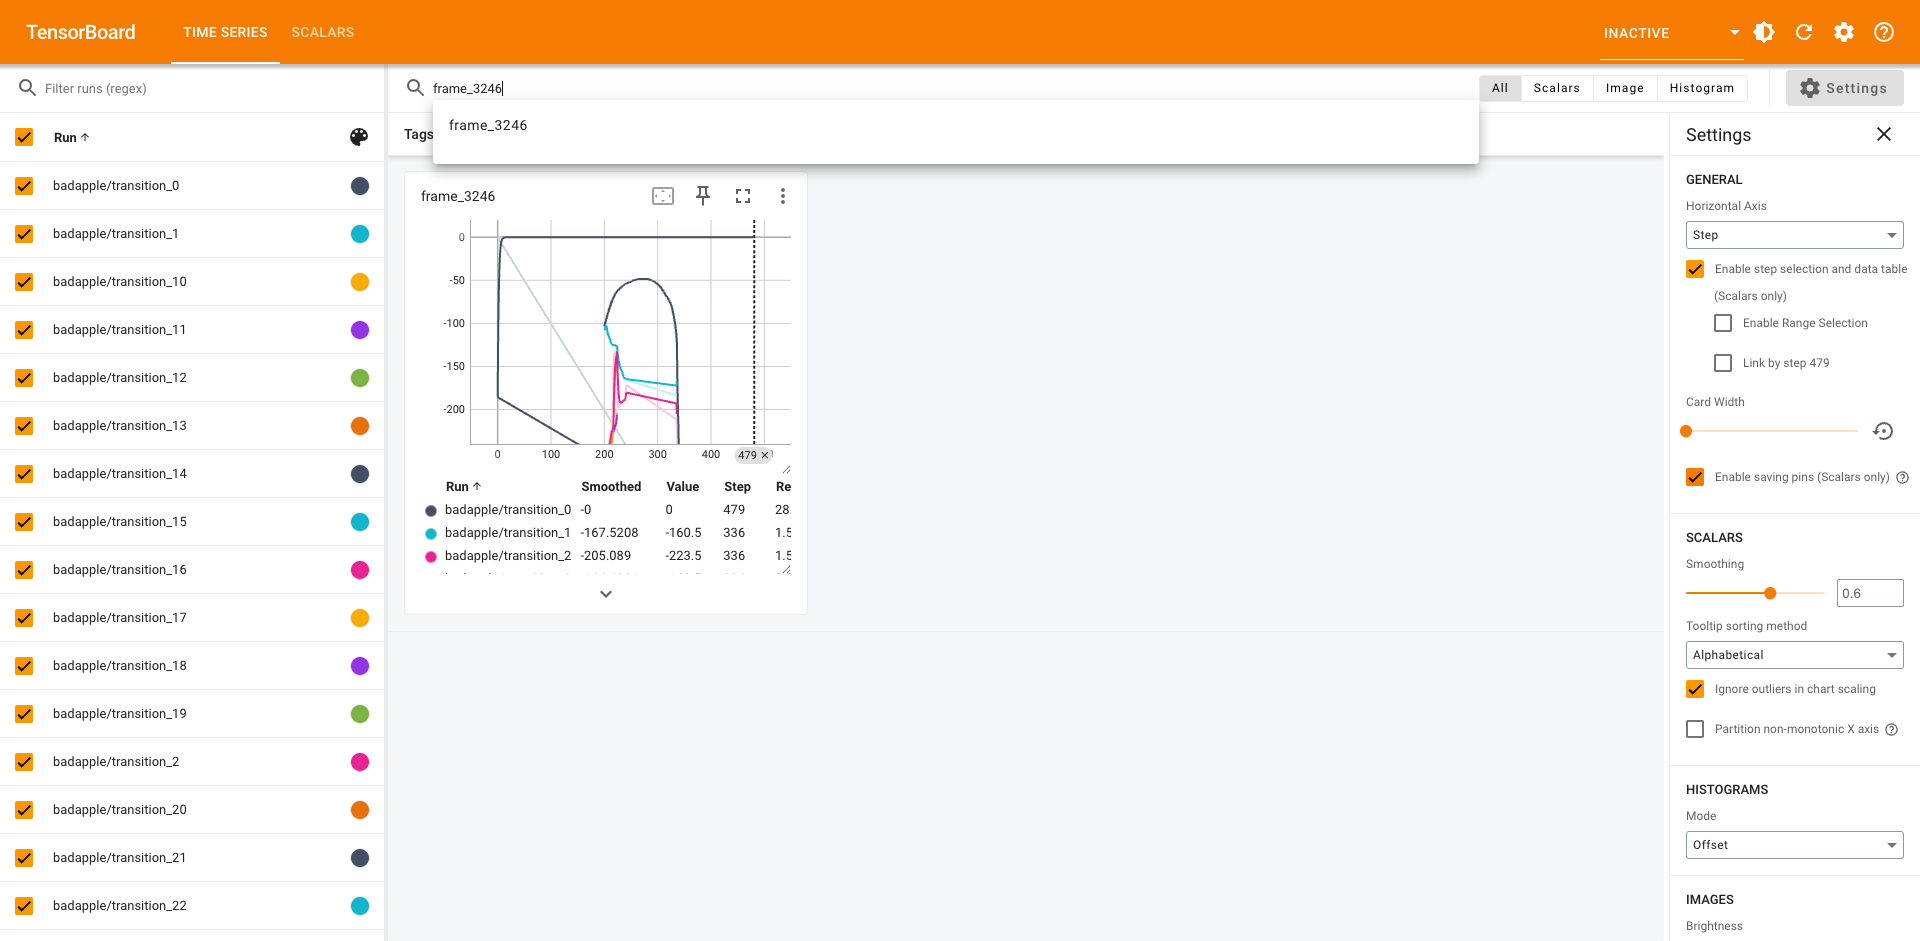 TensorBoard
TIME SERIES
SCALARS
INACTIVE
Filter runs (regex)
frame_3246
All
Scalars
Image
Histogram
Settings
frame_3246
Run
Tags
Settings
badapple/transition_0
badapple/transition_1
badapple/transition_10
badapple/transition_11
badapple/transition_12
badapple/transition_13
badapple/transition_14
badapple/transition_15
badapple/transition_16
badapple/transition_17
badapple/transition_18
badapple/transition_19
badapple/transition_2
badapple/transition_20
badapple/transition_21
badapple/transition_22
frame_3246
0
-50
-100
-150
-200
0 100 200 300 400 479
Run Smoothed Value Step Re
badapple/transition_0 -0 0 479 28.
badapple/transition_1 -167.5208 -160.5 336 1.5
badapple/transition_2 -205.089 -223.5 336 1.5
GENERAL
Horizontal Axis
Step
Enable step selection and data table
(Scalars only)
Enable Range Selection
Link by step 479
Card Width
Enable saving pins (Scalars only)
SCALARS
Smoothing
0.6
Tooltip sorting method
Alphabetical
Ignore outliers in chart scaling
Partition non-monotonic X axis
HISTOGRAMS
Mode
Offset
IMAGES
Brightness